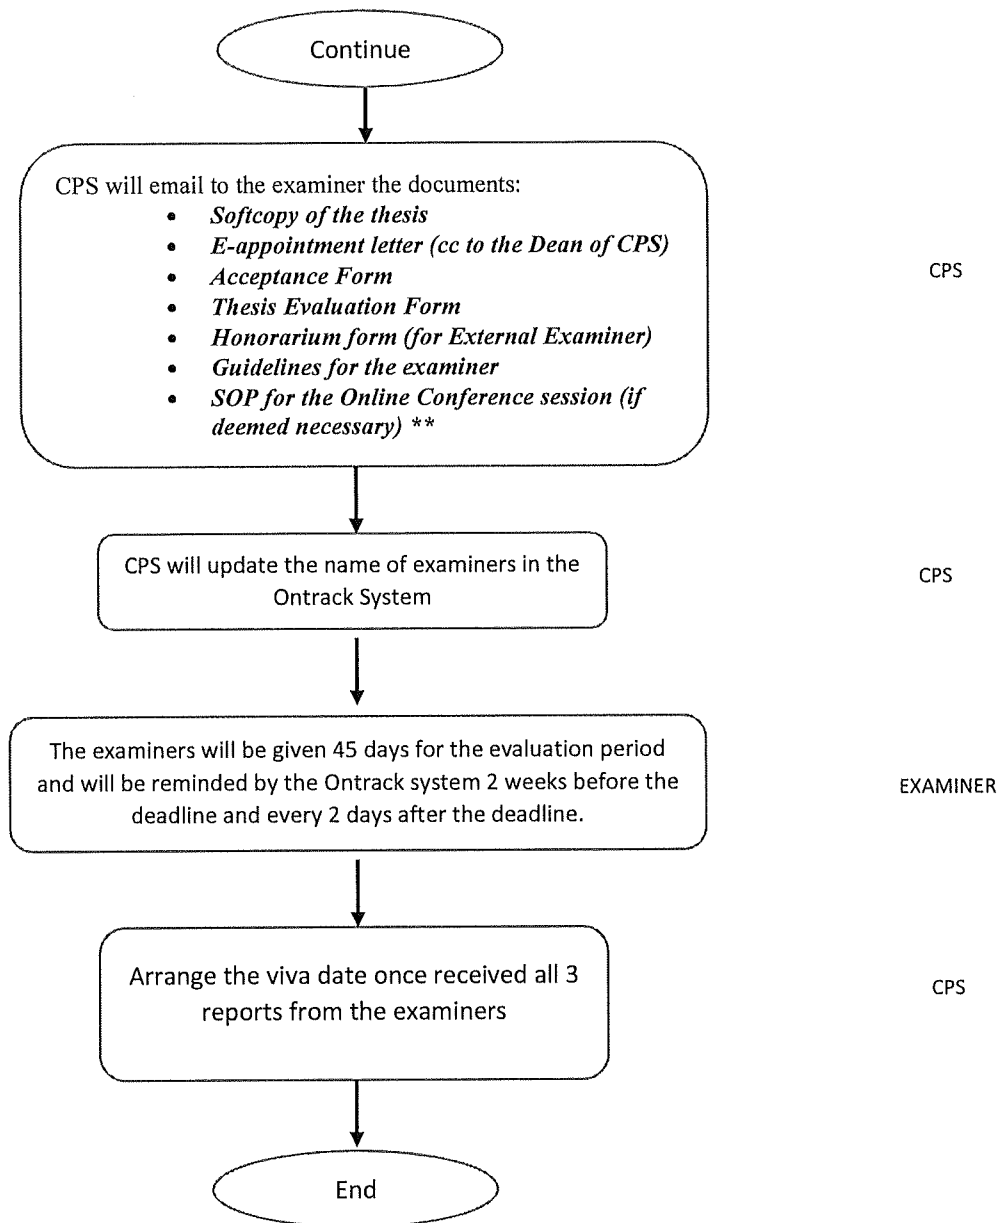 Continue
CPS will email to the examiner the documents:
• Softcopy of the thesis
• E-appointment letter (cc to the Dean of CPS)
• Acceptance Form
• Thesis Evaluation Form
• Honorarium form (for External Examiner)
• Guidelines for the examiner
• SOP for the Online Conference session (if
deemed necessary) **
CPS
CPS will update the name of examiners in the
Ontrack System
CPS
The examiners will be given 45 days for the evaluation period
and will be reminded by the Ontrack system 2 weeks before the
deadline and every 2 days after the deadline.
EXAMINER
Arrange the viva date once received all 3
reports from the examiners
CPS
End